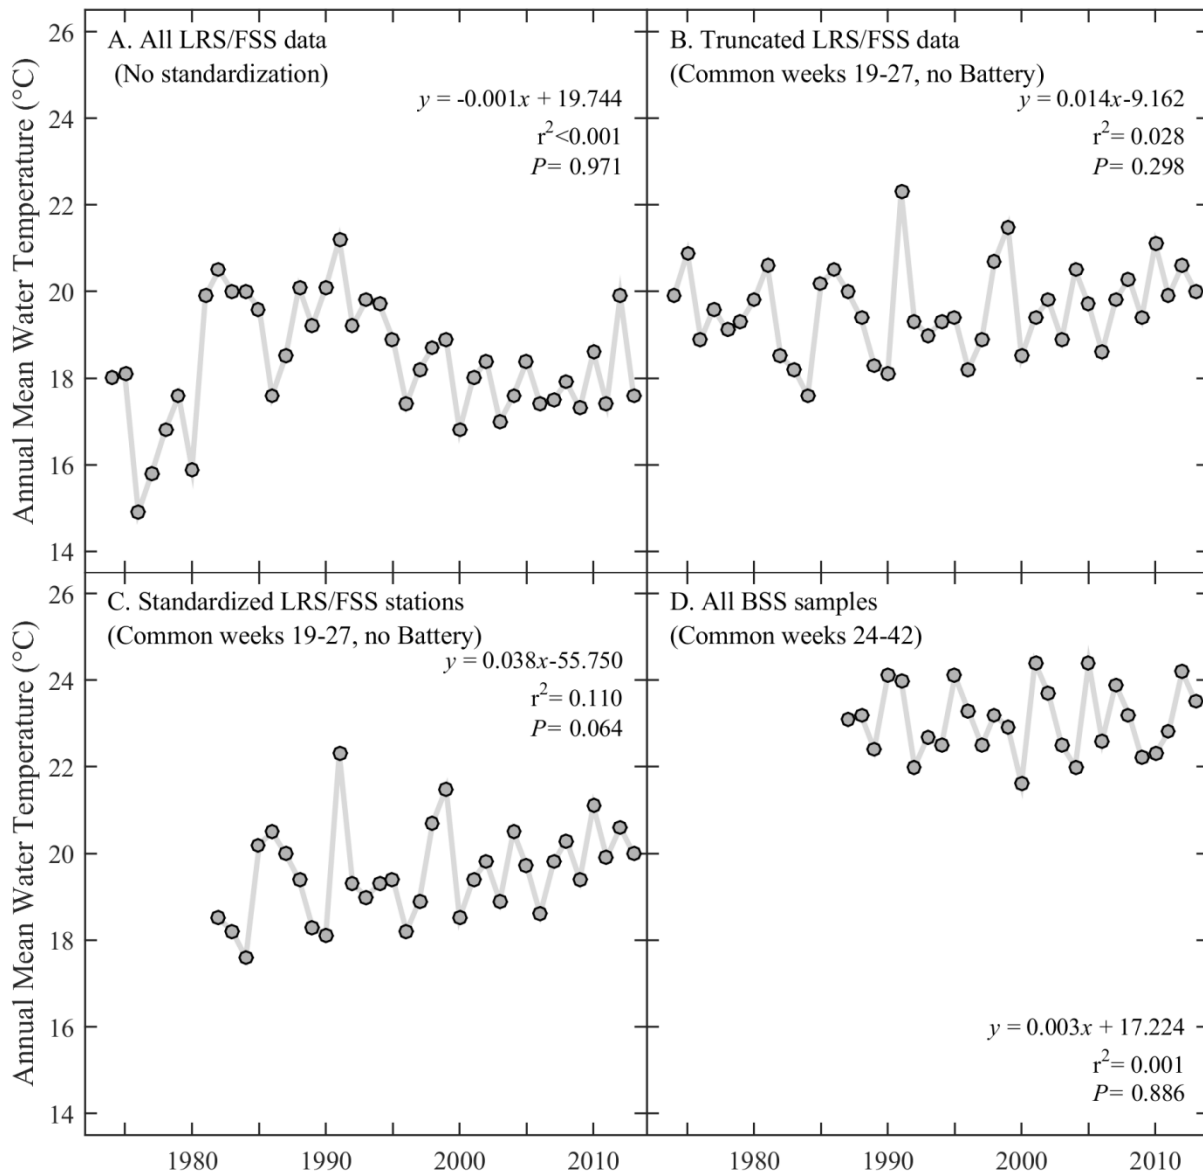 A. All LRS/FSS data
(No standardization)
y = -0.001x + 19.744
r2<0.001
P= 0.971
B. Truncated LRS/FSS data
(Common weeks 19-27, no Battery)
y = 0.014x-9.162
r2= 0.028
P= 0.298
Annual Mean Water Temperature (°C)
26
24
22
20
18
16
14
C. Standardized LRS/FSS stations
(Common weeks 19-27, no Battery)
y = 0.038x-55.750
r2= 0.110
P= 0.064
D. All BSS samples
(Common weeks 24-42)
y = 0.003x + 17.224
r2= 0.001
P= 0.886
Annual Mean Water Temperature (°C)
26
24
22
20
18
16
14
1980 1990 2000 2010 1980 1990 2000 2010